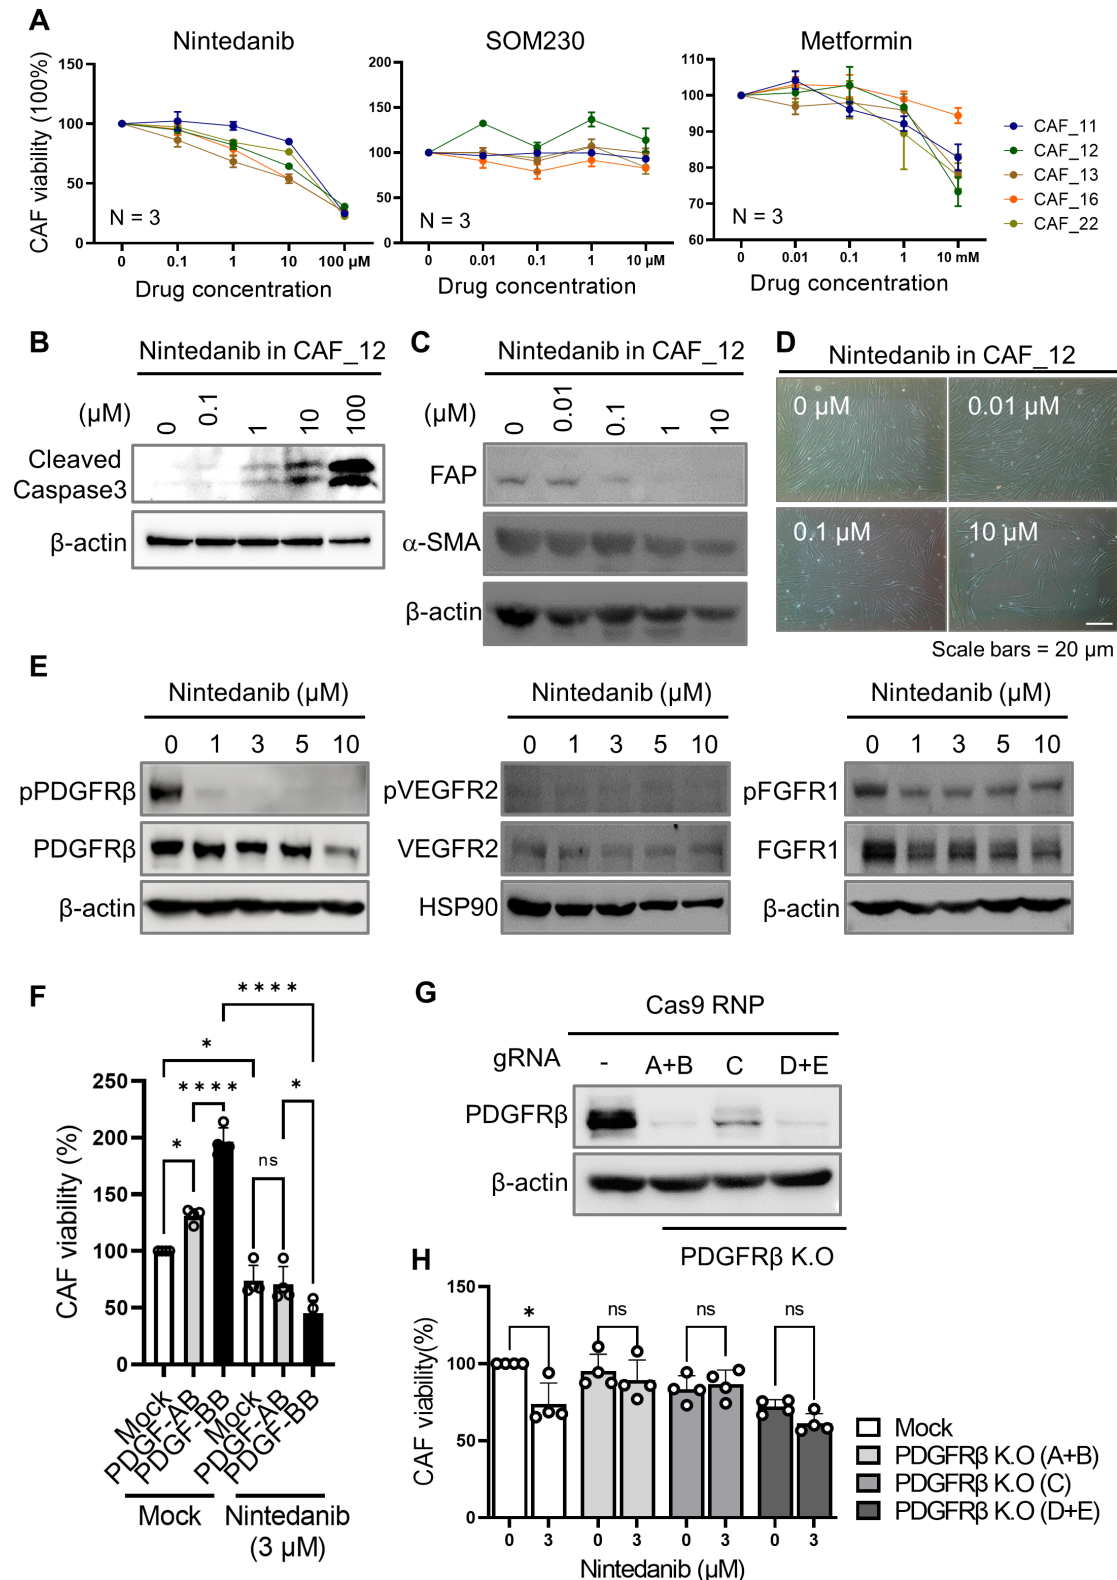 A
Nintedanib
SOM230
Metformin
CAF viability (100%)
150
100
50
0
N = 3
0 0.1 1 10 100 µM
Drug concentration
200
150
100
50
0
N = 3
0 0.01 0.1 1 10 µM
Drug concentration
110
100
90
80
70
60
N = 3
0 0.01 0.1 1 10 mM
Drug concentration
CAF_11
CAF_12
CAF_13
CAF_16
CAF_22
B
Nintedanib in CAF_12
(µM)
0 0.1 1 10 100
Cleaved
Caspase3
β-actin
C
Nintedanib in CAF_12
(µM)
0 0.01 0.1 1 10
FAP
α-SMA
β-actin
D
Nintedanib in CAF_12
0 µM
0.01 µM
0.1 µM
10 µM
Scale bars = 20 µm
E
Nintedanib (µM)
0 1 3 5 10
pPDGFRβ
PDGFRβ
β-actin
Nintedanib (µM)
0 1 3 5 10
pVEGFR2
VEGFR2
HSP90
Nintedanib (µM)
0 1 3 5 10
pFGFR1
FGFR1
β-actin
F
CAF viability (%)
250
200
150
100
50
0
****
*
****
*
*
ns
Mock
PDGF-AB
PDGF-BB
Mock
PDGF-AB
PDGF-BB
Mock
Nintedanib
(3 µM)
G
Cas9 RNP
gRNA
- A+B C D+E
PDGFRβ
β-actin
PDGFRβ K.O
H
CAF viability(%)
150
100
50
0
*
ns
ns
ns
0 3 0 3 0 3 0 3
Nintedanib (µM)
Mock
PDGFRβ K.O (A+B)
PDGFRβ K.O (C)
PDGFRβ K.O (D+E)